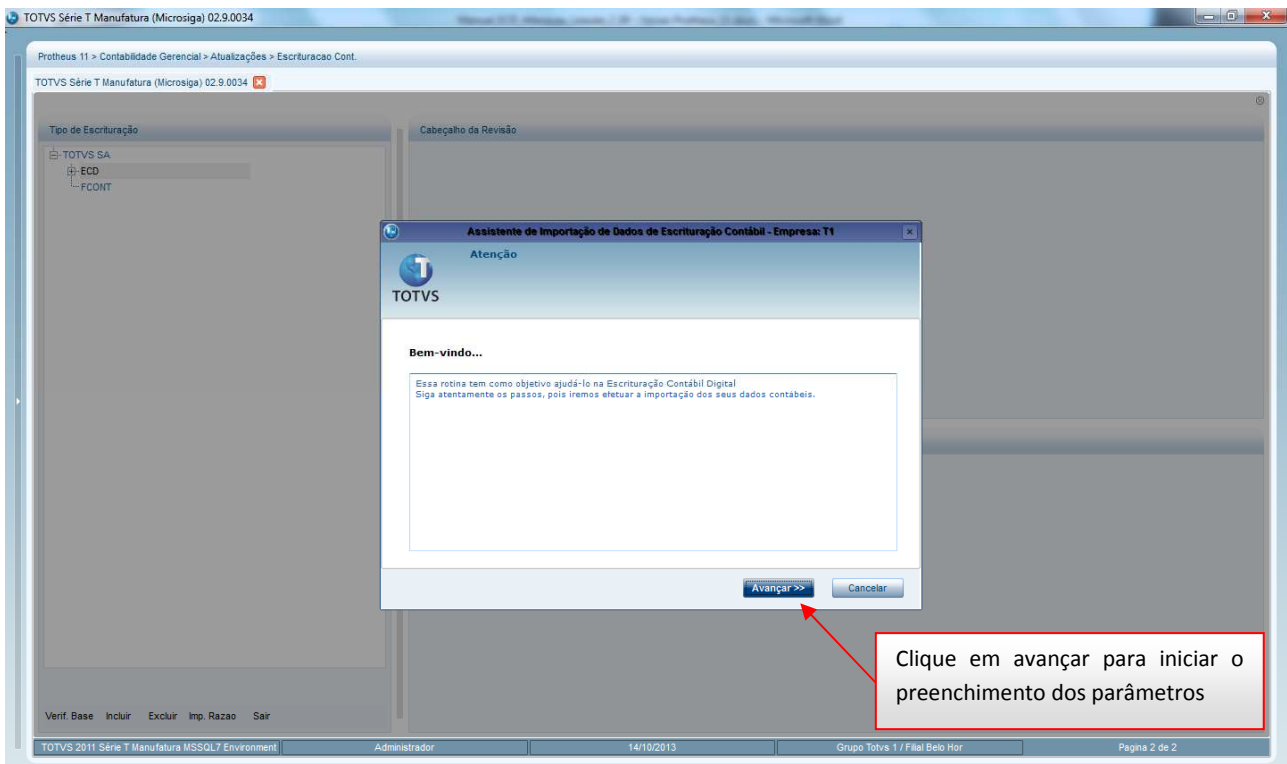 TOTVS Série T Manufatura (Microsiga) 02.9.0034
Protheus 11 > Contabilidade Gerencial > Atualizações > Escrituracao Cont.
TOTVS Série T Manufatura (Microsiga) 02.9.0034
Tipo de Escrituração
Cabeçalho da Revisão
TOTVS SA
ECD
FCONT
Assistente de Importação de Dados de Escrituração Contábil - Empresa: T1
Atenção
TOTVS
Bem-vindo...
Essa rotina tem como objetivo ajudá-lo na Escrituração Contábil Digital
Siga atentamente os passos, pois iremos efetuar a importação dos seus dados contábeis.
Avançar >>
Cancelar
Clique em avançar para iniciar o
preenchimento dos parâmetros
Verif. Base Incluir Excluir Imp. Razao Sair
TOTVS 2011 Série T Manufatura MSSQL7 Environment Administrador 14/10/2013 Grupo Totvs 1 / Filial Belo Hor Pagina 2 de 2